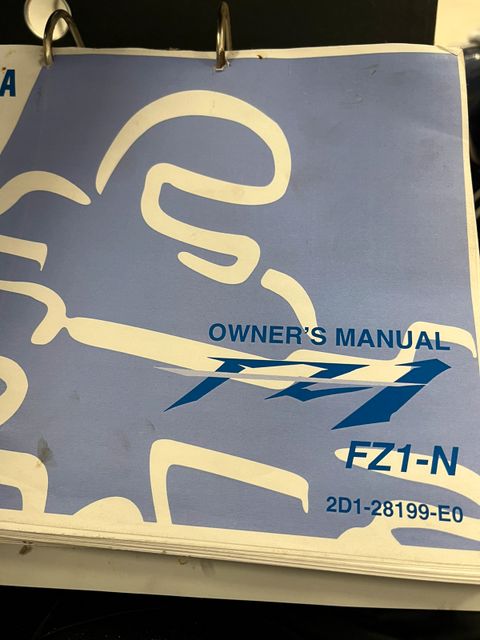 A
OWNER'S MANUAL
FZ1
FZ1-N
2D1-28199-E0